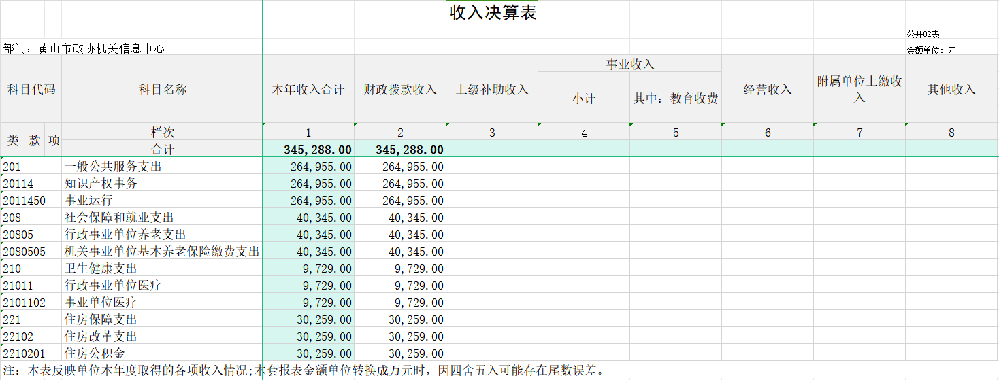 收入决算表
公开02表
部门：黄山市政协机关信息中心
金额单位：元
科目代码 科目名称 本年收入合计 财政拨款收入 上级补助收入 事业收入 经营收入 附属单位上缴收入 其他收入
小计 其中：教育收费
类 款 项 栏次 1 2 3 4 5 6 7 8
合计 345,288.00 345,288.00
201 一般公共服务支出 264,955.00 264,955.00
20114 知识产权事务 264,955.00 264,955.00
2011450 事业运行 264,955.00 264,955.00
208 社会保障和就业支出 40,345.00 40,345.00
20805 行政事业单位养老支出 40,345.00 40,345.00
2080505 机关事业单位基本养老保险缴费支出 40,345.00 40,345.00
210 卫生健康支出 9,729.00 9,729.00
21011 行政事业单位医疗 9,729.00 9,729.00
2101102 事业单位医疗 9,729.00 9,729.00
221 住房保障支出 30,259.00 30,259.00
22102 住房改革支出 30,259.00 30,259.00
2210201 住房公积金 30,259.00 30,259.00
注：本表反映单位本年度取得的各项收入情况;本套报表金额单位转换成万元时，因四舍五入可能存在尾数误差。